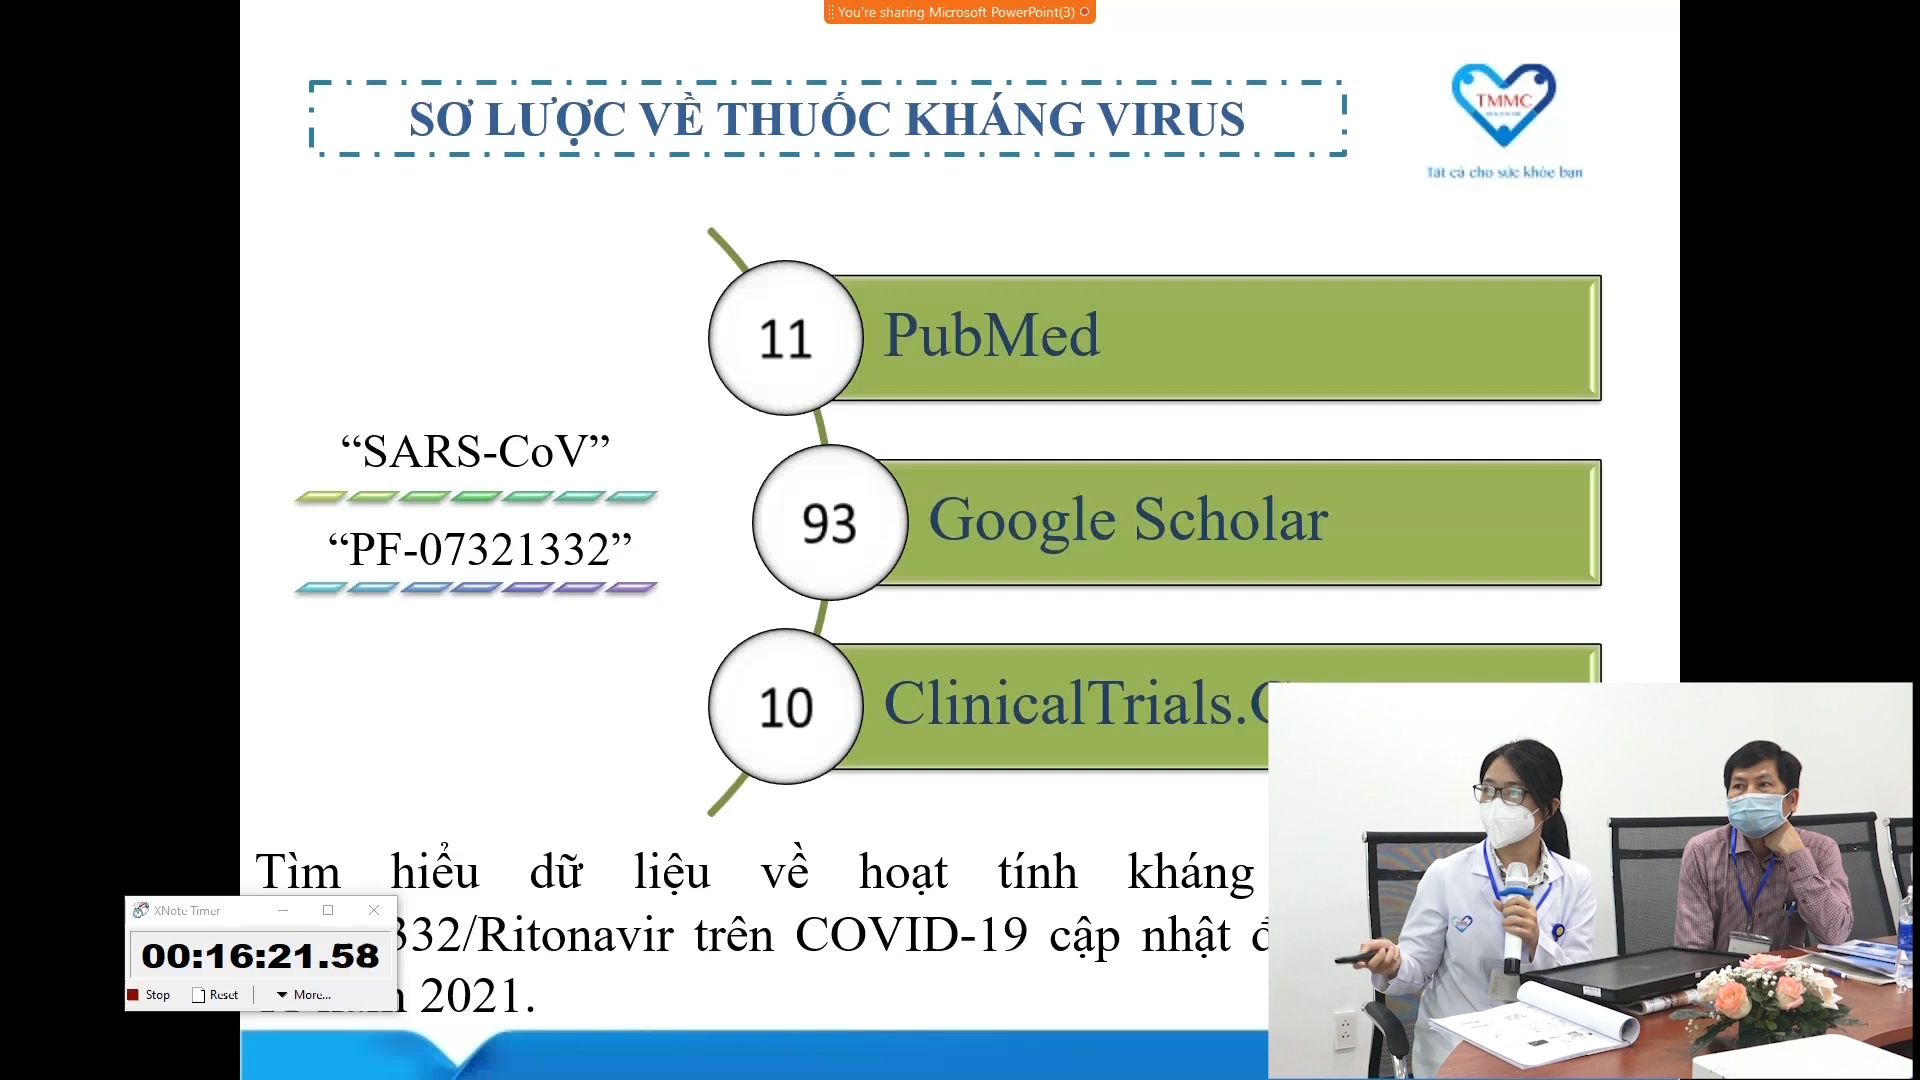 You're sharing Microsoft PowerPoint(3)
SƠ LƯỢC VỀ THUỐC KHÁNG VIRUS
TMMC
Tất cả cho sức khỏe bạn
11 PubMed
“SARS-CoV”
93 Google Scholar
“PF-07321332”
10 ClinicalTrials.
Tìm hiểu dữ liệu về hoạt tính kháng
332/Ritonavir trên COVID-19 cập nhật
2021.
XNote Timer
00:16:21.58
Stop Reset More...